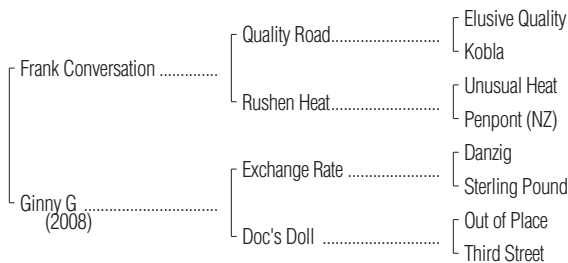 Elusive Quality
Quality Road..............................
Kobla
Frank Conversation ................
Unusual Heat
Rushen Heat..............................
Penpont (NZ)
Danzig
Exchange Rate .........................
Sterling Pound
Ginny G ....................................
(2008)
Out of Place
Doc's Doll ................................
Third Street